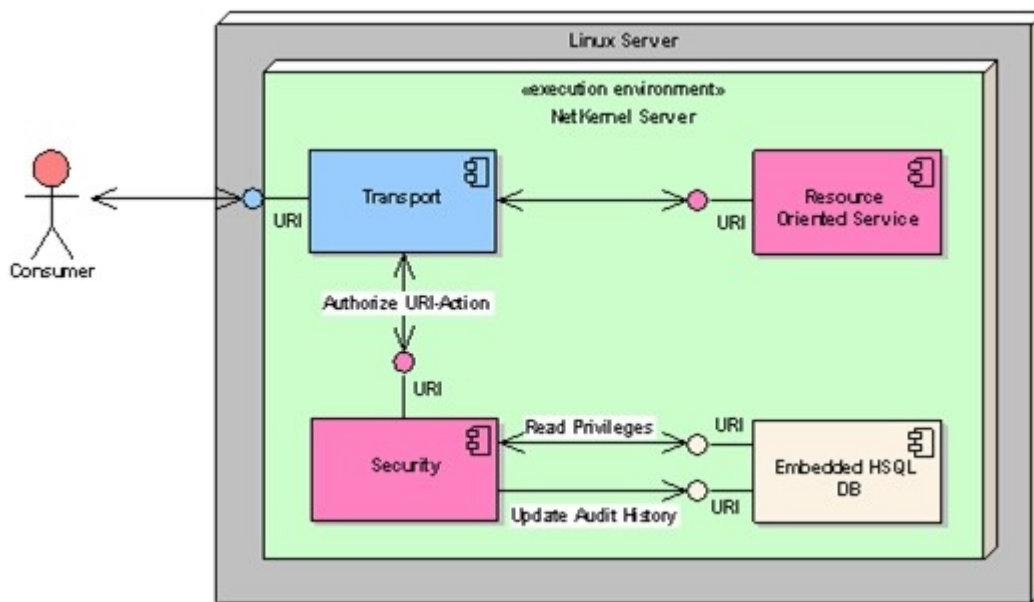 Linux Server
«execution environment»
NetKernel Server
Transport
Resource
Oriented Service
URI
URI
Consumer
Authorize URI-Action
URI
Read Privileges
URI
Security
Embedded HSQL
DB
Update Audit History
URI